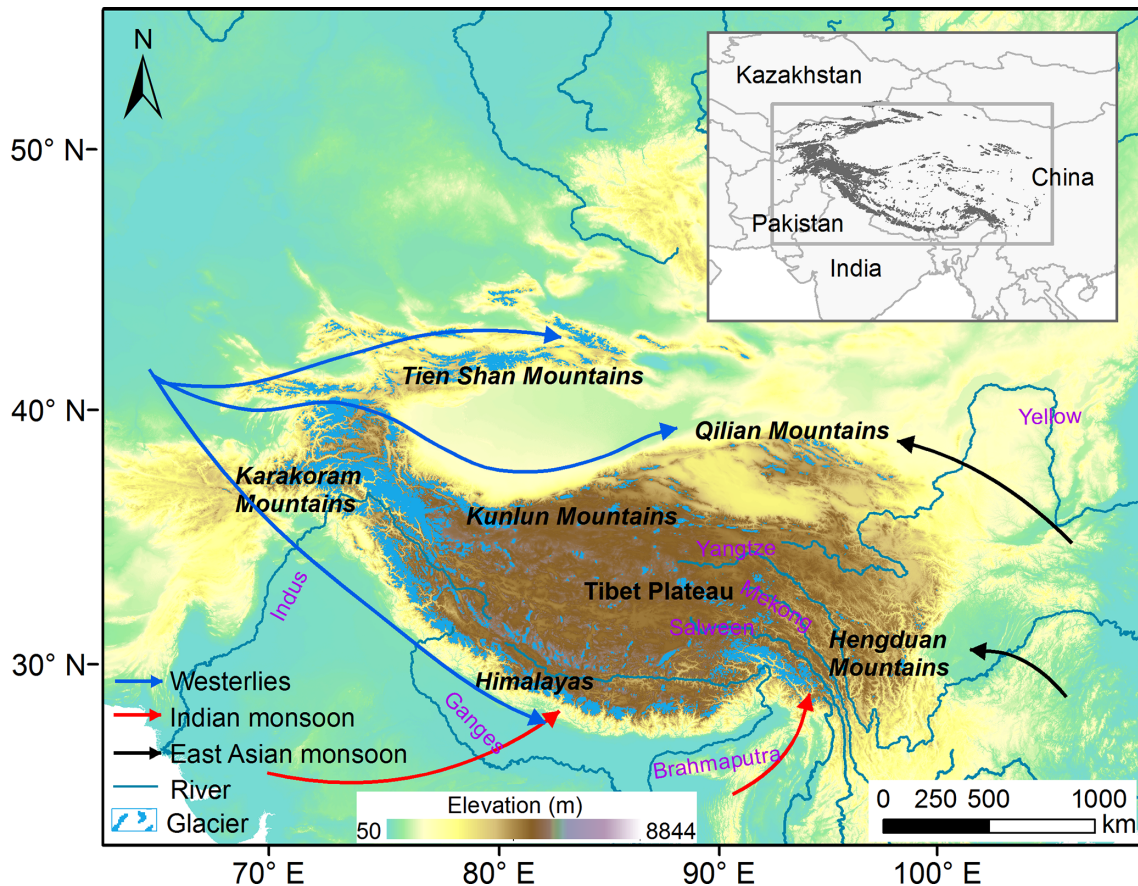 N
Kazakhstan
China
Pakistan
India
50° N
40° N
30° N
Tien Shan Mountains
Qilian Mountains
Yellow
Karakoram
Mountains
Kunlun Mountains
Yangtze
Tibet Plateau
Mekong
Indus
Salween
Hengduan
Mountains
Himalayas
Ganges
Brahmaputra
Westerlies
Indian monsoon
East Asian monsoon
River
Glacier
Elevation (m)
50 8844
0 250 500 1000
km
70° E 80° E 90° E 100° E